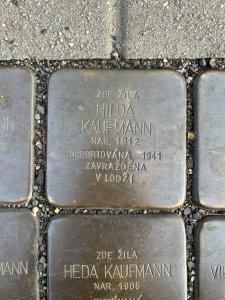 ZDE ŽILA
HILDA
KAUFMANN
NAR. 1912
DEPORTOVÁNA 1941
ZAVRAŽDĚNA
V LODŽI
ZDE ŽILA
HEDA KAUFMANN
NAR. 1905